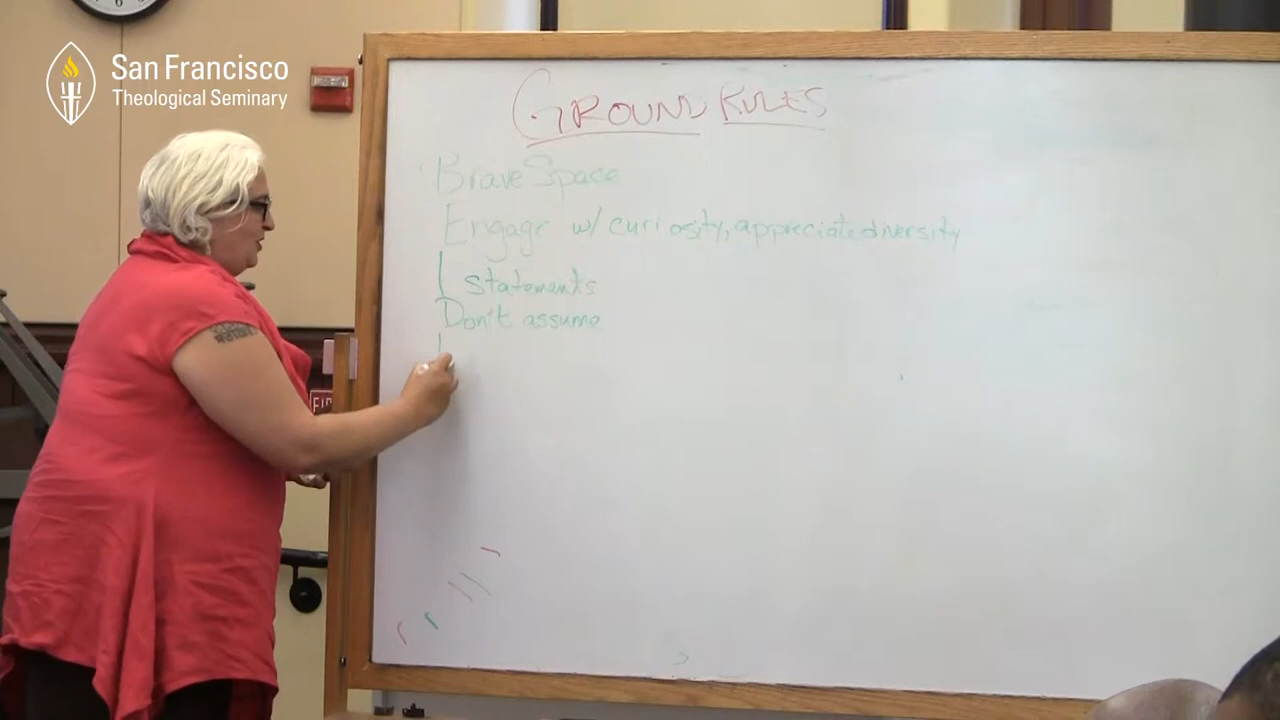 San Francisco
Theological Seminary
GROUND RULES
Brave Space
Engage w/ curiosity, appreciate diversity
I statements
Don't assume